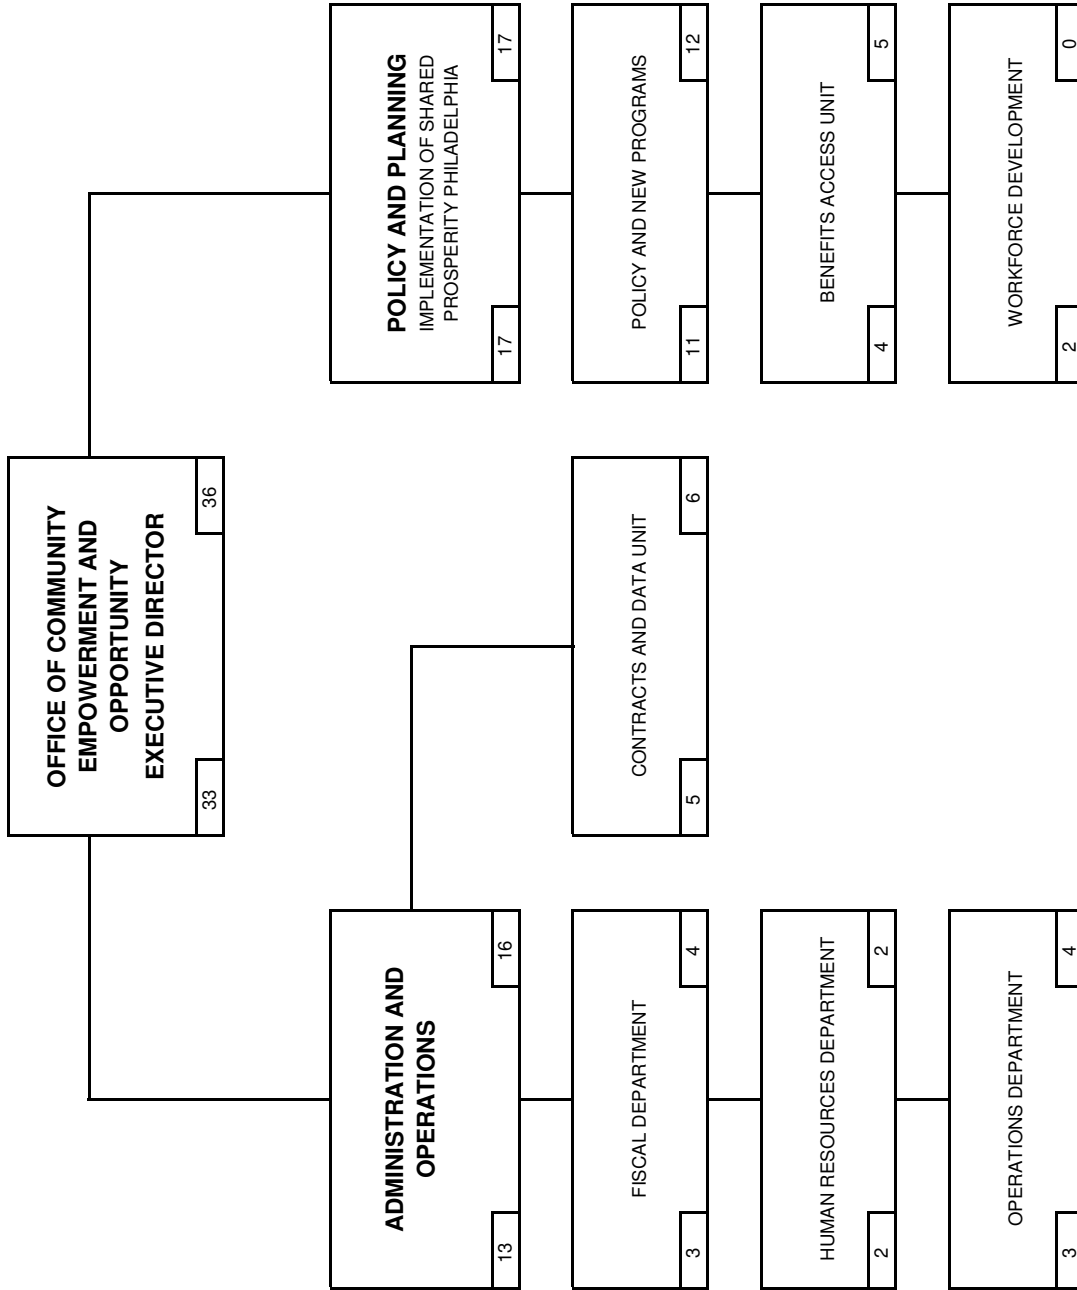 OFFICE OF COMMUNITY
EMPOWERMENT AND
OPPORTUNITY
EXECUTIVE DIRECTOR
33
36
ADMINISTRATION AND
OPERATIONS
13
16
POLICY AND PLANNING
IMPLEMENTATION OF SHARED
PROSPERITY PHILADELPHIA
17
17
FISCAL DEPARTMENT
3
4
CONTRACTS AND DATA UNIT
5
6
POLICY AND NEW PROGRAMS
11
12
HUMAN RESOURCES DEPARTMENT
2
2
BENEFITS ACCESS UNIT
4
5
OPERATIONS DEPARTMENT
3
4
WORKFORCE DEVELOPMENT
2
0